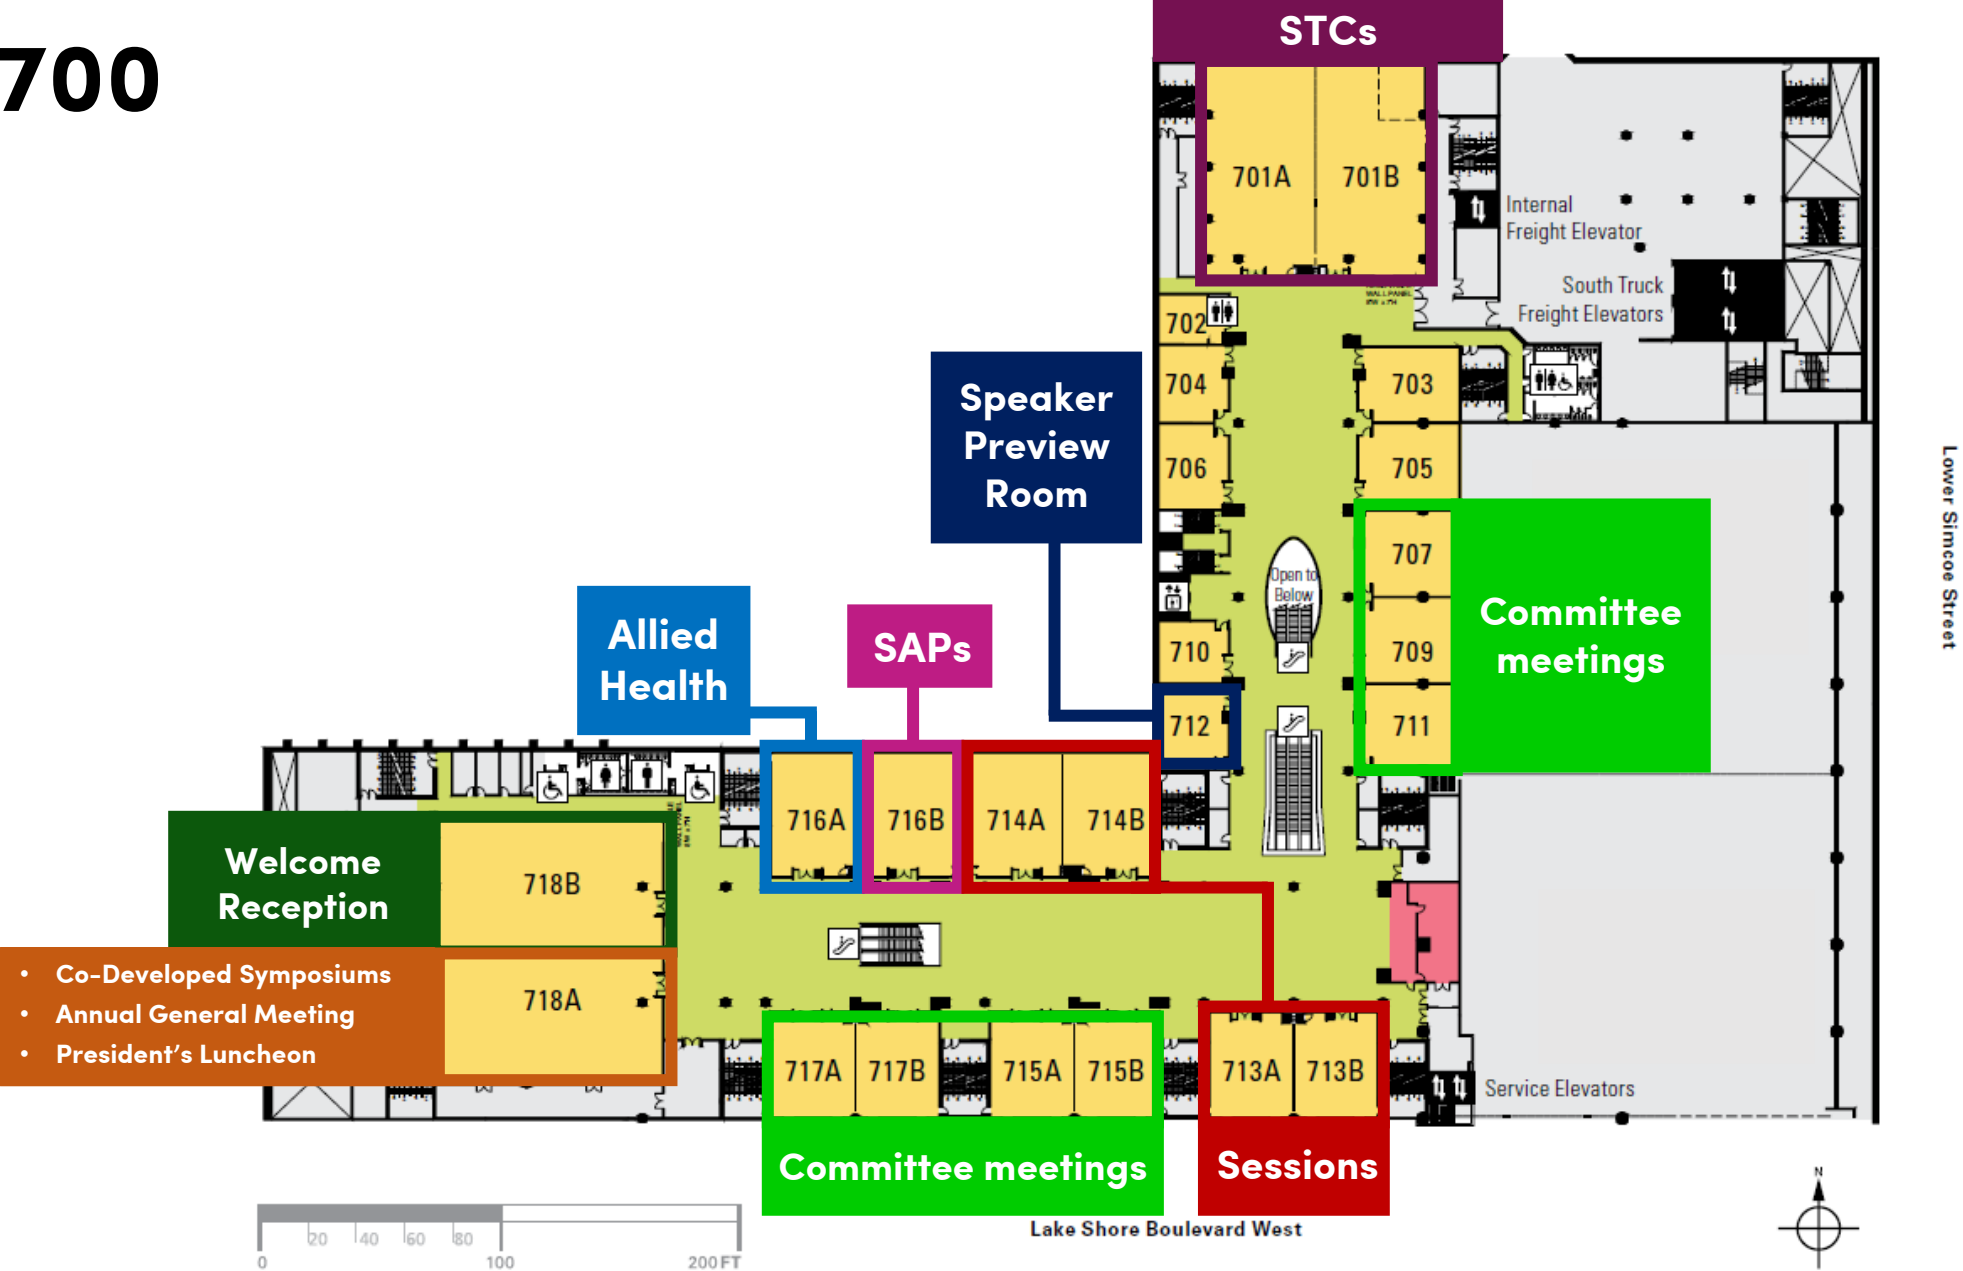 700
STCs
701A
701B
Internal
Freight Elevator
South Truck
Freight Elevators
WALL PANEL
702
704
703
706
705
Speaker
Preview
Room
707
Committee
meetings
Open to
Below
709
710
711
712
Lower Simcoe Street
Allied
Health
SAPs
716A
716B
714A
714B
Welcome
Reception
718B
• Co-Developed Symposiums
• Annual General Meeting
• President’s Luncheon
718A
717A
717B
715A
715B
713A
713B
Service Elevators
Committee meetings
Sessions
Lake Shore Boulevard West
N
20
40
60
80
0
100
200 FT